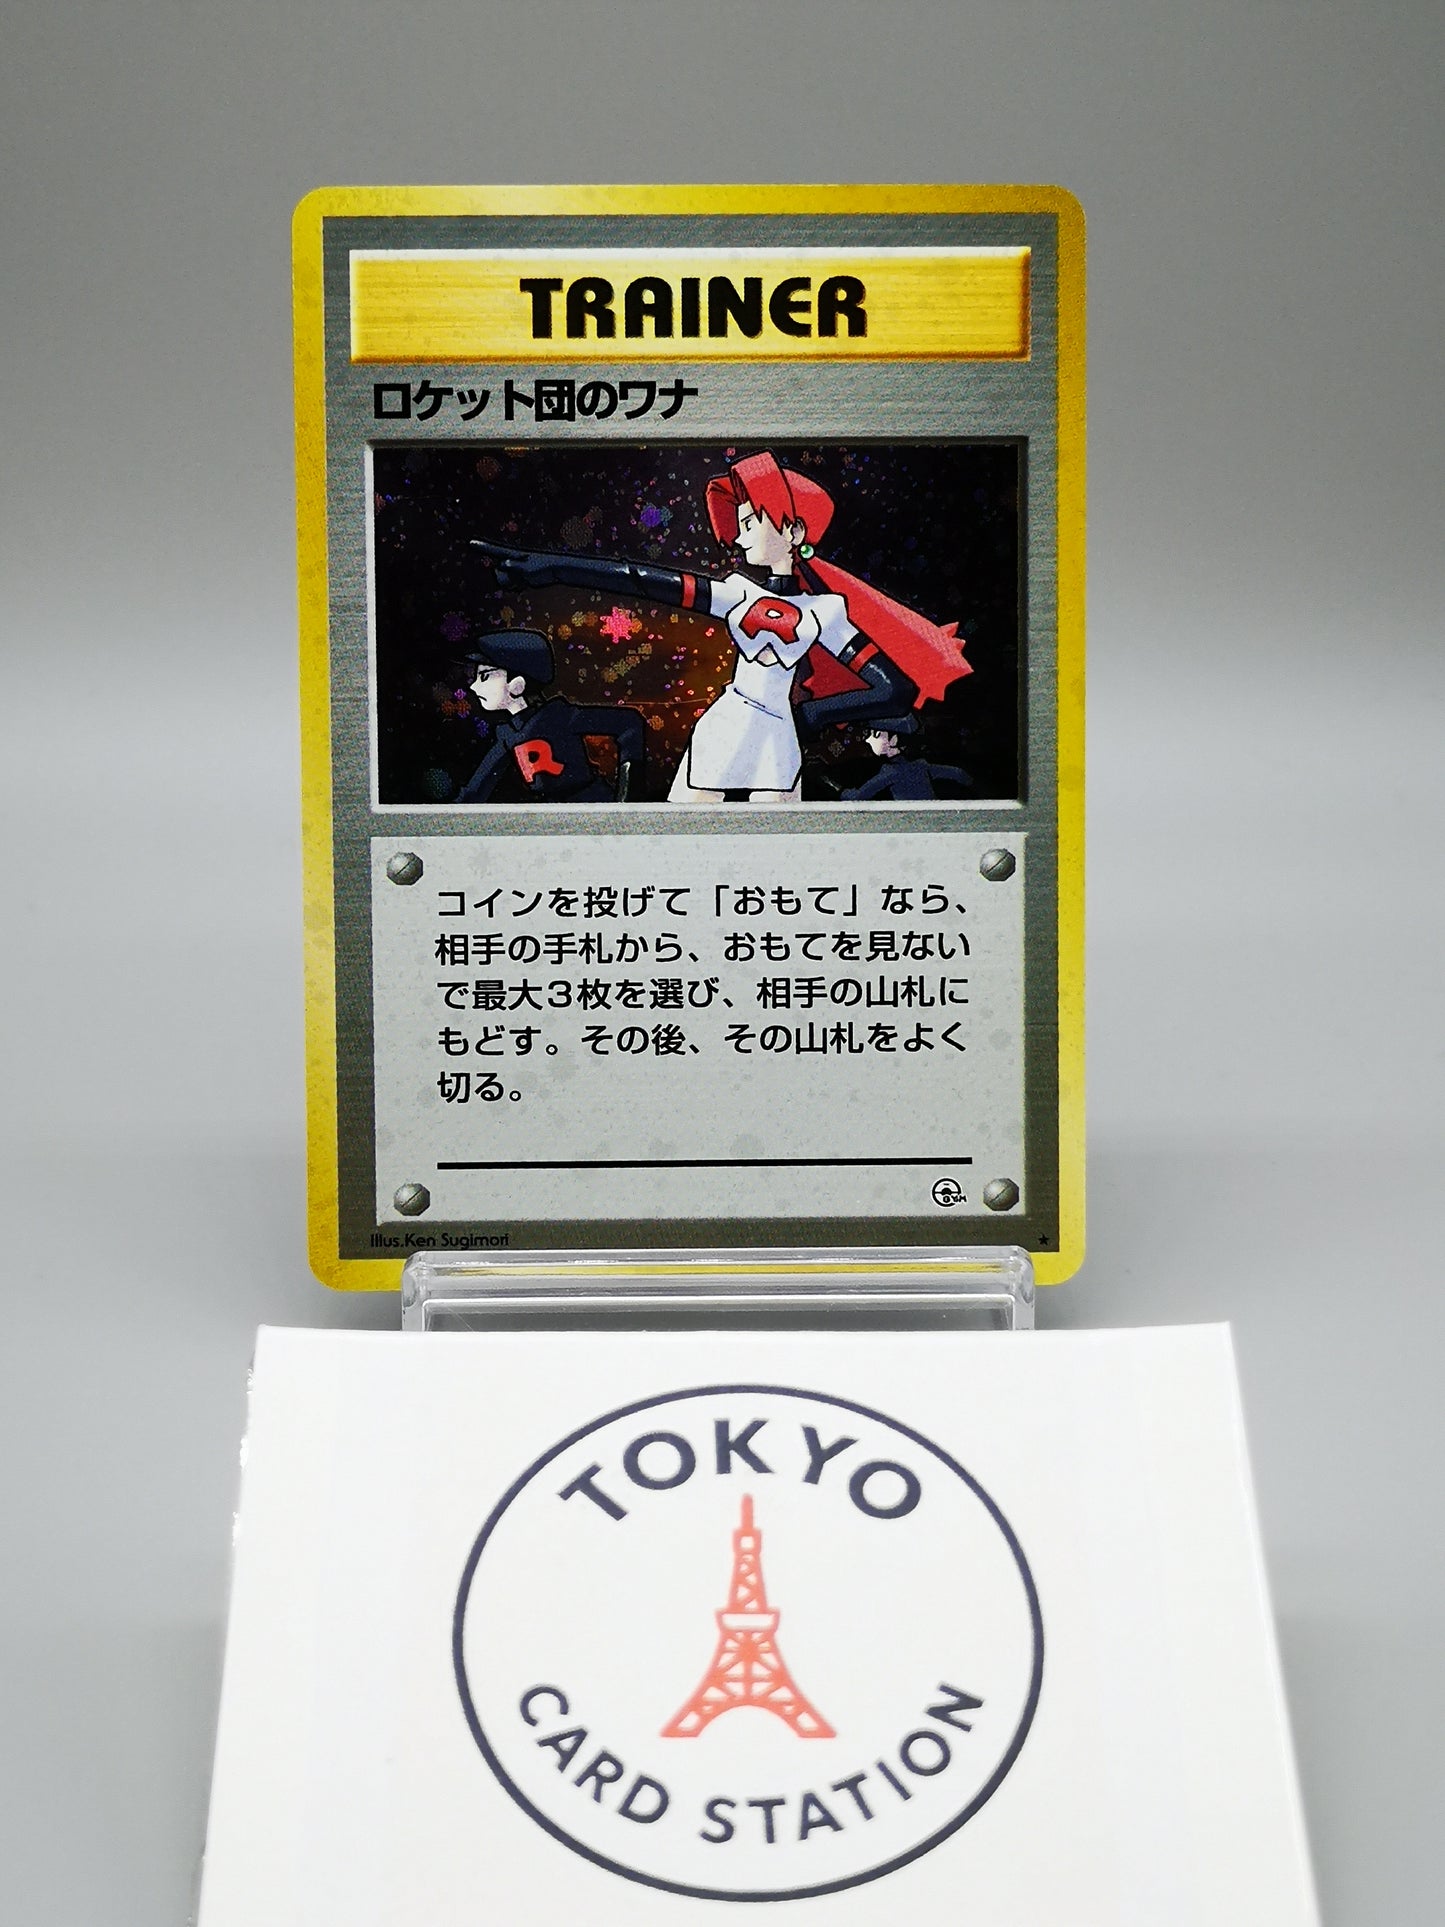 TRAINER
ロケット団のワナ
R
R
コインを投げて「おもて」なら、
相手の手札から、おもてを見ない
で最大3枚を選び、相手の山札に
もどす。その後、その山札をよく
切る。
GYM
Illus.Ken Sugimori
★
TOKYO
CARD STATION